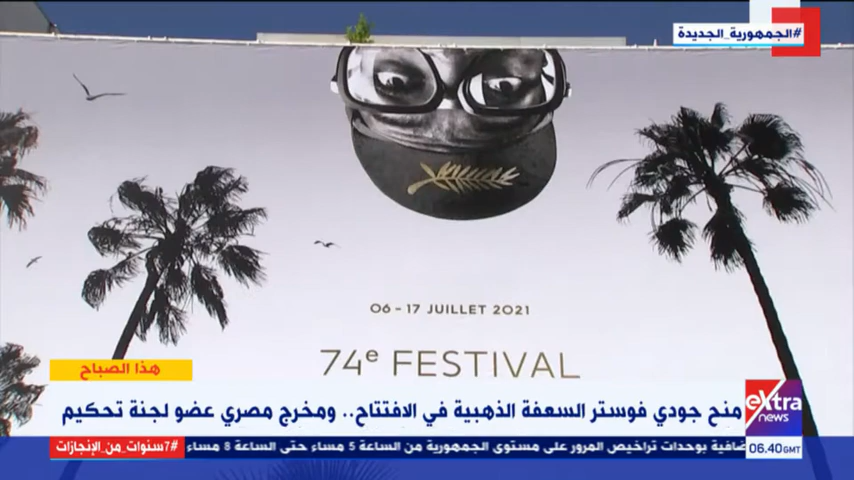 #الجمهورية_الجديدة
06 - 17 JUILLET 2021
74e FESTIVAL
هذا الصباح
منح جودي فوستر السعفة الذهبية في الافتتاح.. ومخرج مصري عضو لجنة تحكيم
eXtra news
ضافية بوحدات تراخيص المرور على مستوى الجمهورية من الساعة 5 مساء حتى الساعة 8 مساء
#7سنوات_من_الإنجازات
06.40GMT